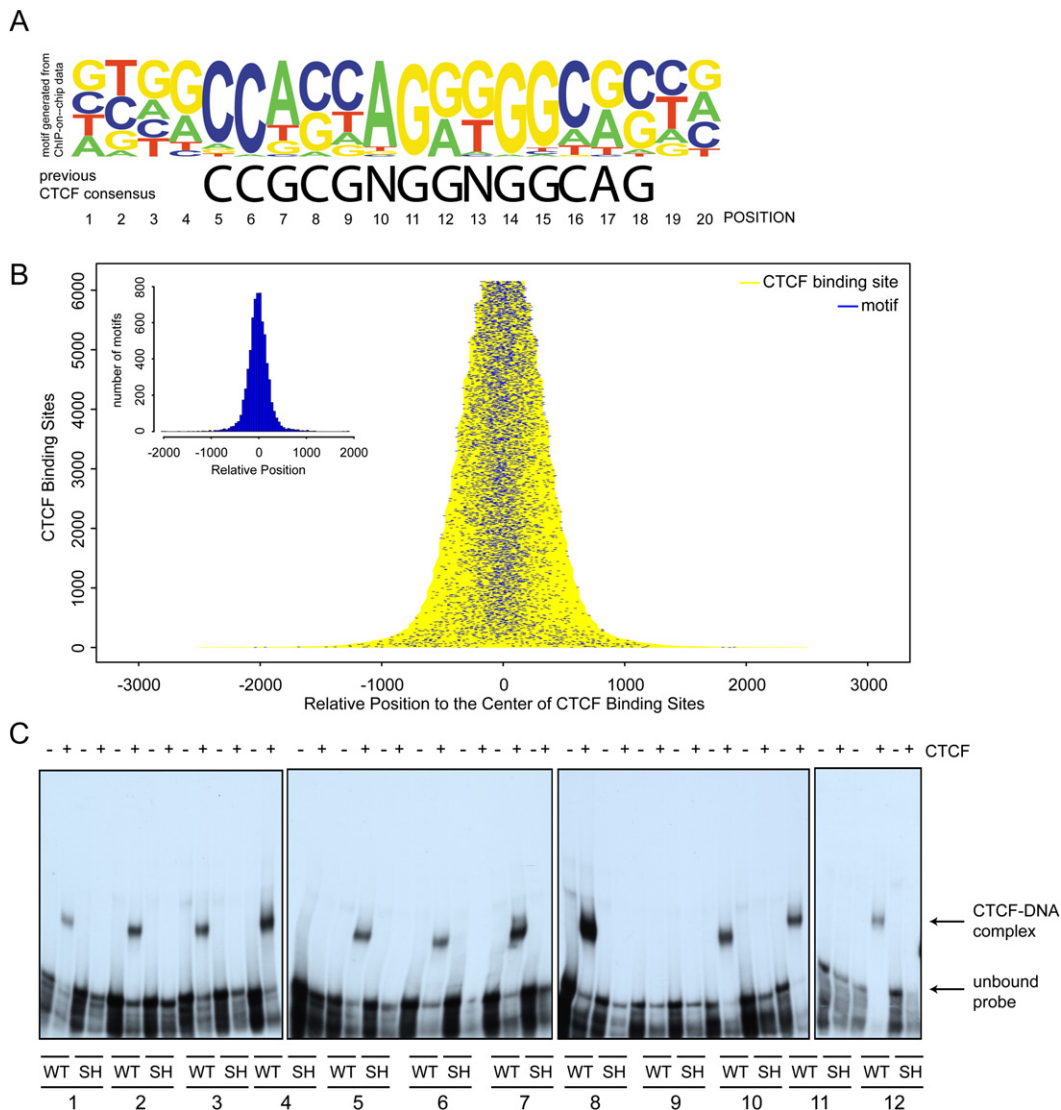 A
motif generated from
ChIP-on-chip data
previous
CTCF consensus
CCGCGNGGNGGCAG
1 2 3 4 5 6 7 8 9 10 11 12 13 14 15 16 17 18 19 20 POSITION
B
CTCF binding site
motif
number of motifs
0 200 400 600 800
-2000 -1000 0 1000 2000
Relative Position
CTCF Binding Sites
0 1000 2000 3000 4000 5000 6000
-3000 -2000 -1000 0 1000 2000 3000
Relative Position to the Center of CTCF Binding Sites
C
- + - + - + - + - + - + - + - + - + - + - + - + - + - + - + - + - + - + - + - + - + - + - + - + CTCF
CTCF-DNA
complex
unbound
probe
WT SH WT SH WT SH WT SH WT SH WT SH WT SH WT SH WT SH WT SH WT SH WT SH
1 2 3 4 5 6 7 8 9 10 11 12